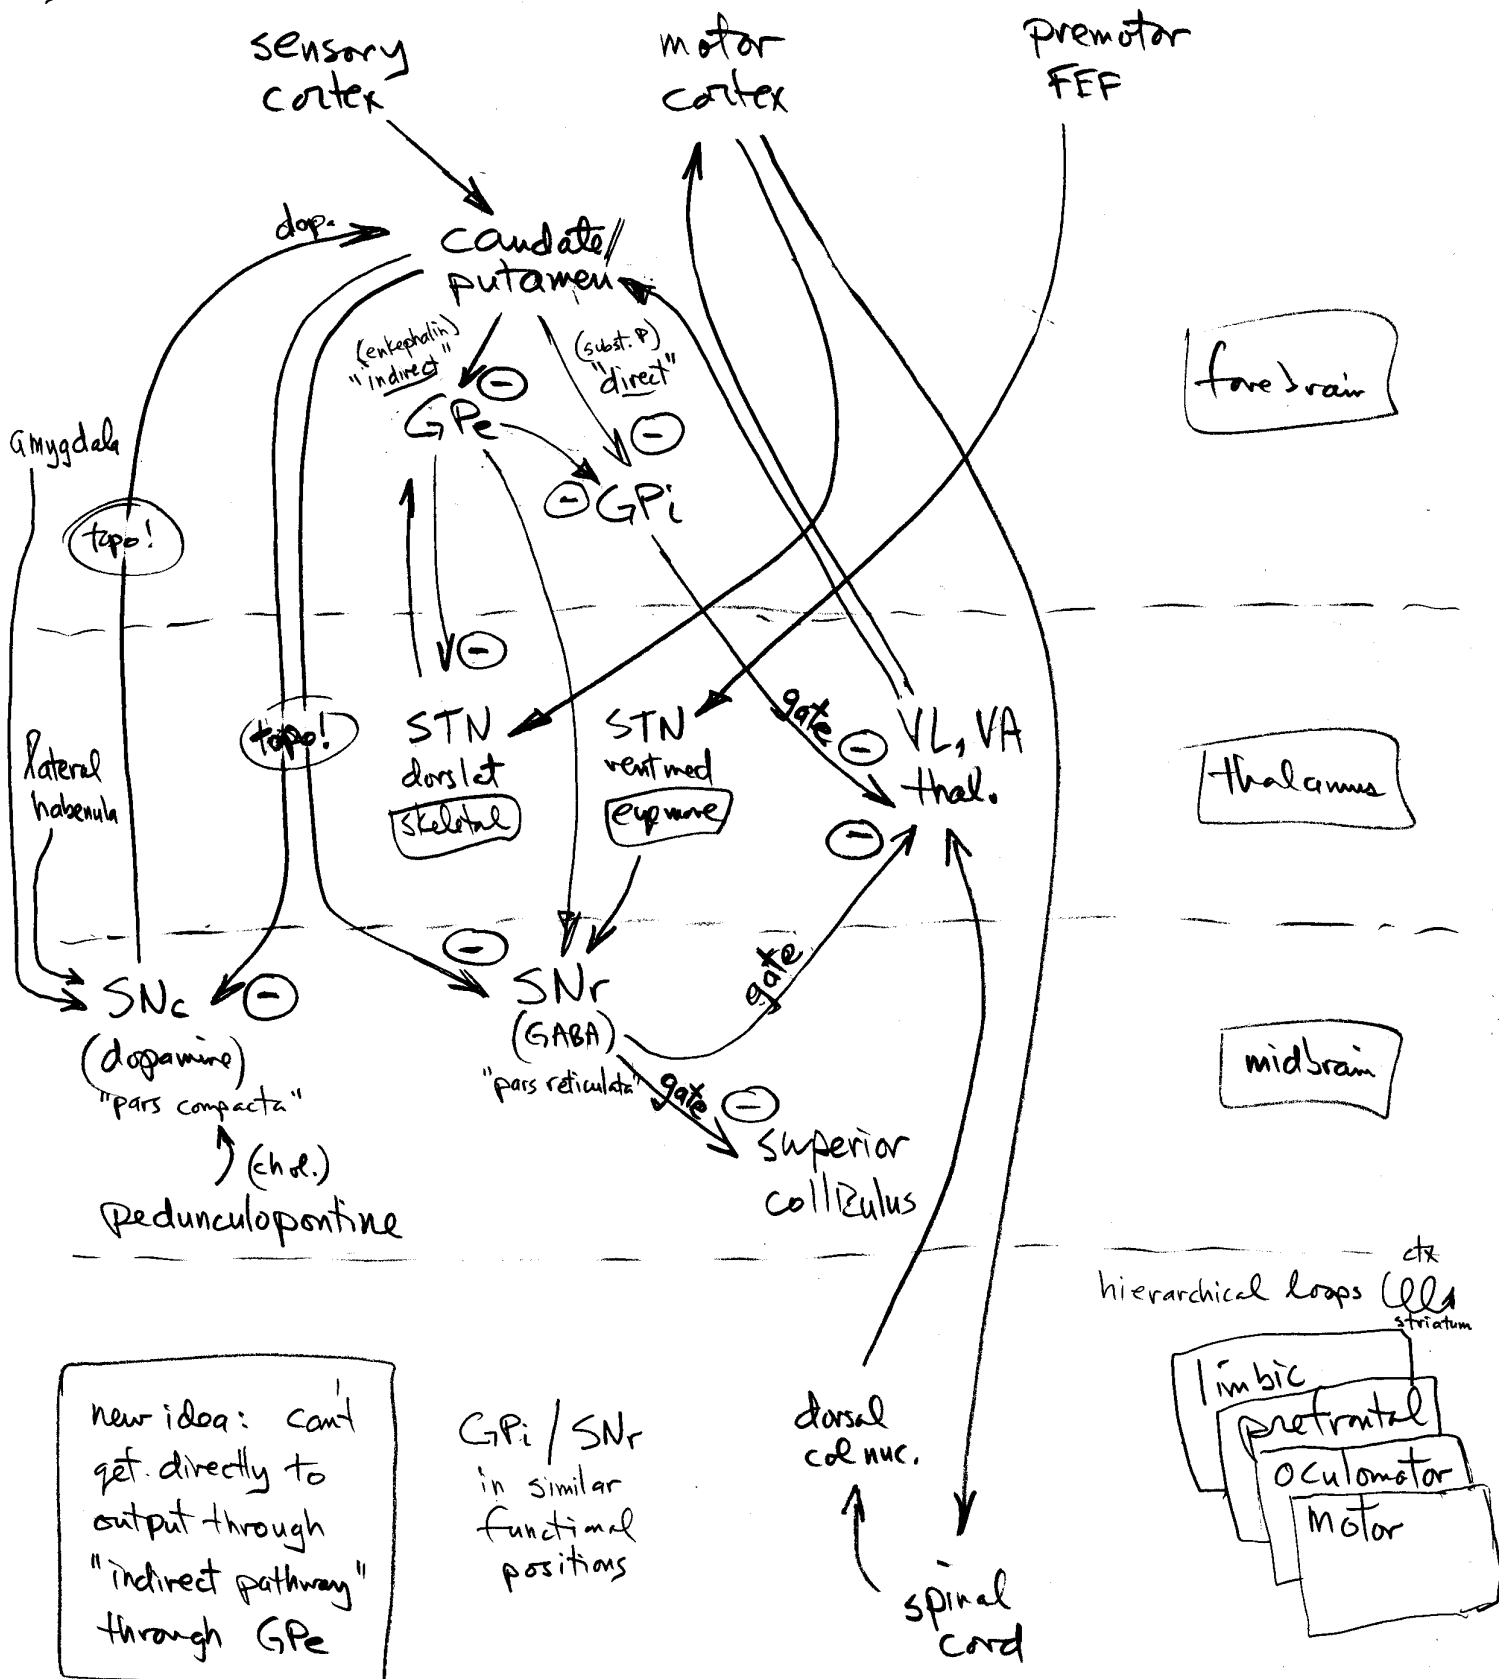 sensory
cortex
motor
cortex
premotor
FEF
dop.
caudate/
putamen
(enkephalin)
"indirect"
(subst. P)
"direct"
−
GPe
−
− GPi
forebrain
amygdala
topo!
−
topo!
STN
dorslat
skeletal
STN
ventmed
eyemove
gate −
VL, VA
thal.
−
thalamus
lateral
habenula
−
SNc −
(dopamine)
"pars compacta"
SNr
(GABA)
"pars reticulata"
gate
gate −
superior
colliculus
midbrain
(chol.)
pedunculopontine
hierarchical loops
ctx
striatum
limbic
prefrontal
oculomotor
motor
new idea: can't
get directly to
output through
"indirect pathway"
through GPe
GPi / SNr
in similar
functional
positions
dorsal
col nuc.
spinal
cord